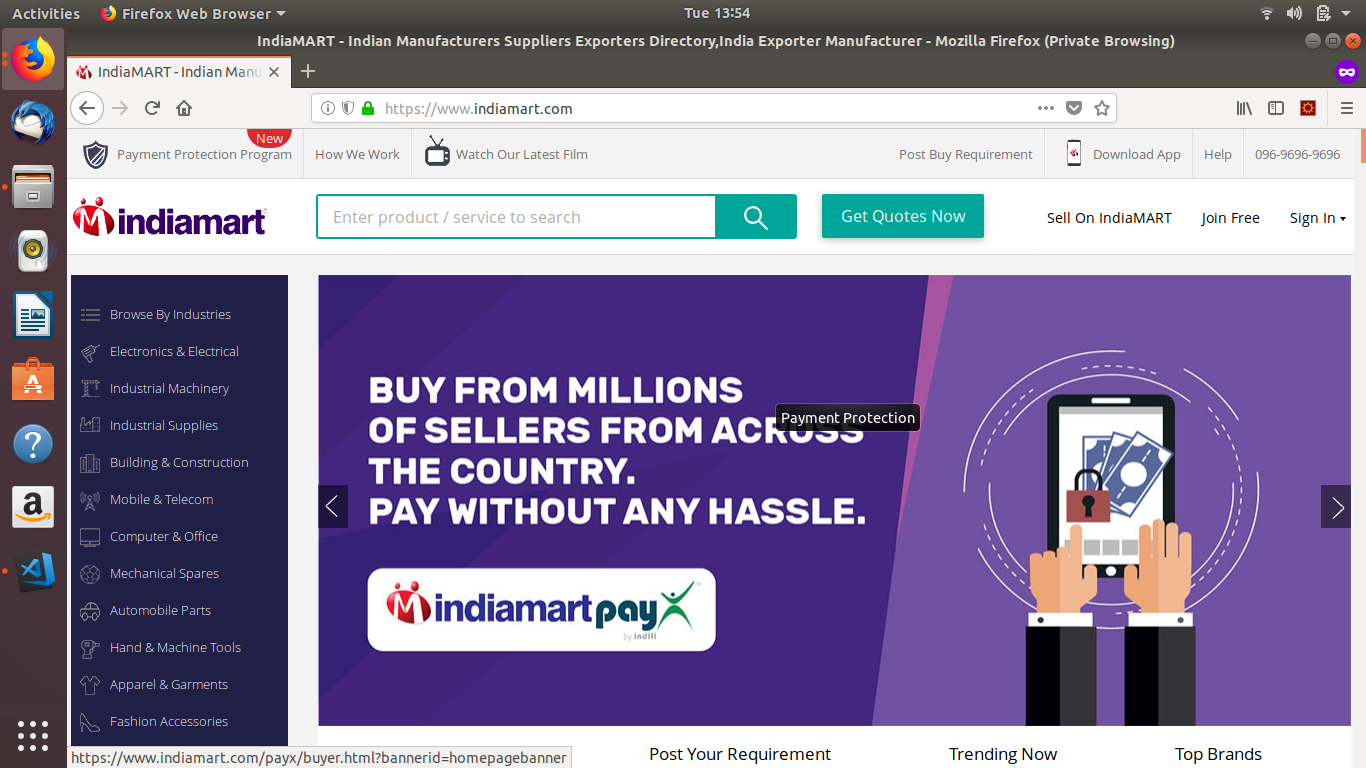 Activities
Firefox Web Browser
Tue 13:54
IndiaMART - Indian Manufacturers Suppliers Exporters Directory,India Exporter Manufacturer - Mozilla Firefox (Private Browsing)
IndiaMART - Indian Manu
https://www.indiamart.com
New
Payment Protection Program
How We Work
Watch Our Latest Film
Post Buy Requirement
Download App
Help
096-9696-9696
indiamart
Enter product / service to search
Get Quotes Now
Sell On IndiaMART
Join Free
Sign In
Browse By Industries
Electronics & Electrical
Industrial Machinery
Industrial Supplies
Building & Construction
Mobile & Telecom
Computer & Office
Mechanical Spares
Automobile Parts
Hand & Machine Tools
Apparel & Garments
Fashion Accessories
BUY FROM MILLIONS
OF SELLERS FROM ACROSS
THE COUNTRY.
PAY WITHOUT ANY HASSLE.
Payment Protection
indiamart payX
by indifi
https://www.indiamart.com/payx/buyer.html?bannerid=homepagebanner
Post Your Requirement
Trending Now
Top Brands